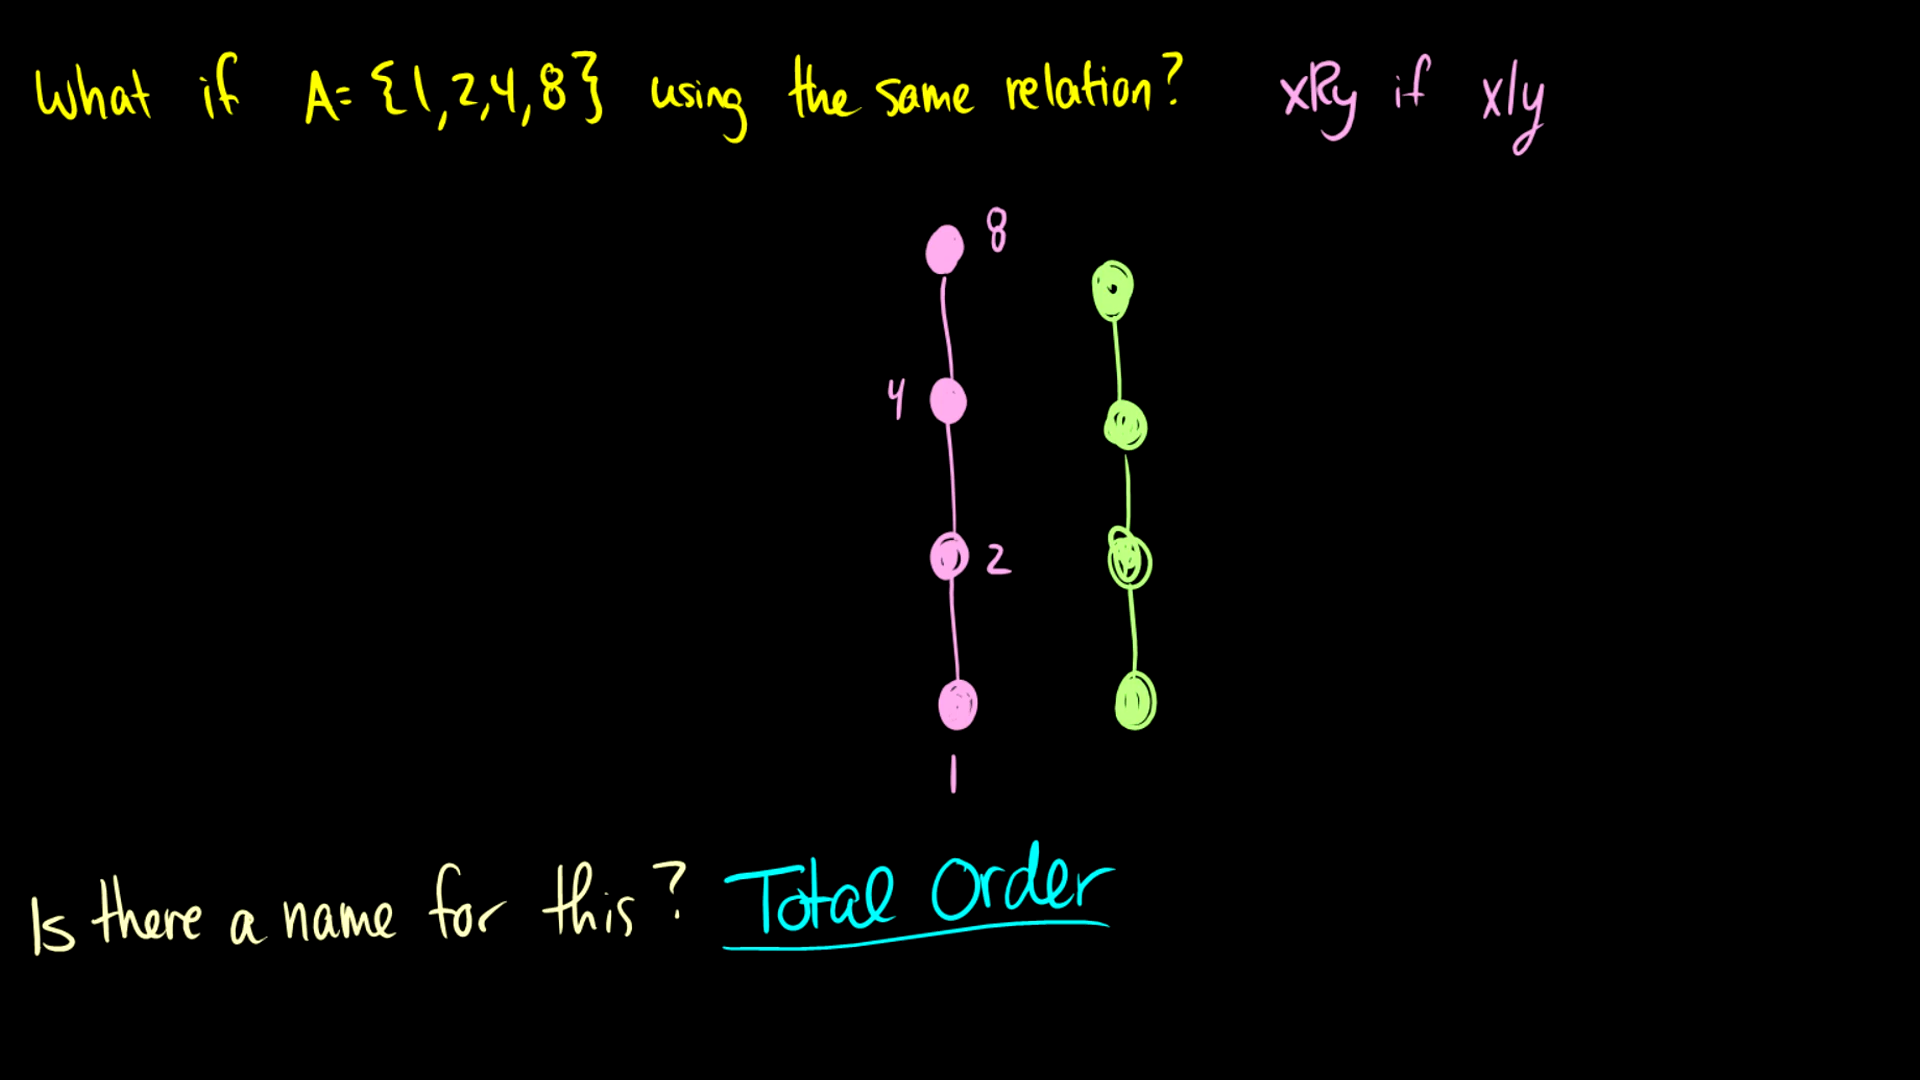 What if A= {1,2,4,8} using the same relation? xRy if x|y
8
4
2
1
Is there a name for this? Total Order